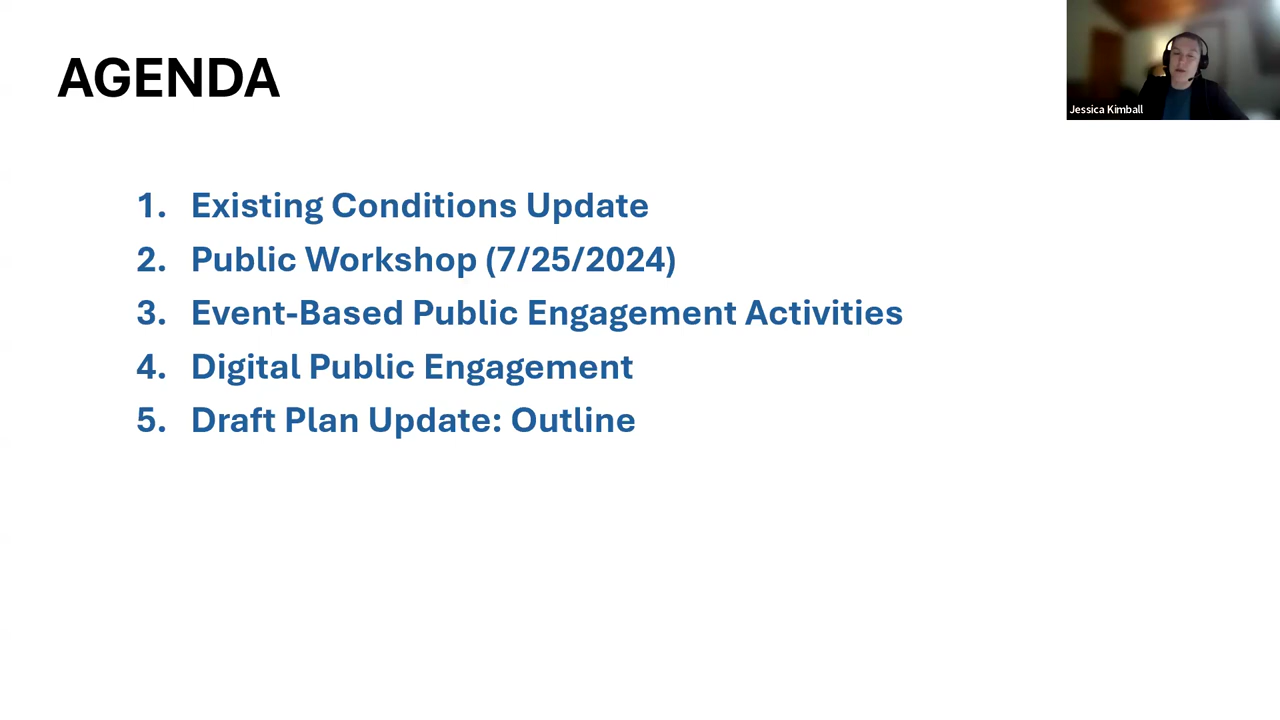 AGENDA
Jessica Kimball
1. Existing Conditions Update
2. Public Workshop (7/25/2024)
3. Event-Based Public Engagement Activities
4. Digital Public Engagement
5. Draft Plan Update: Outline